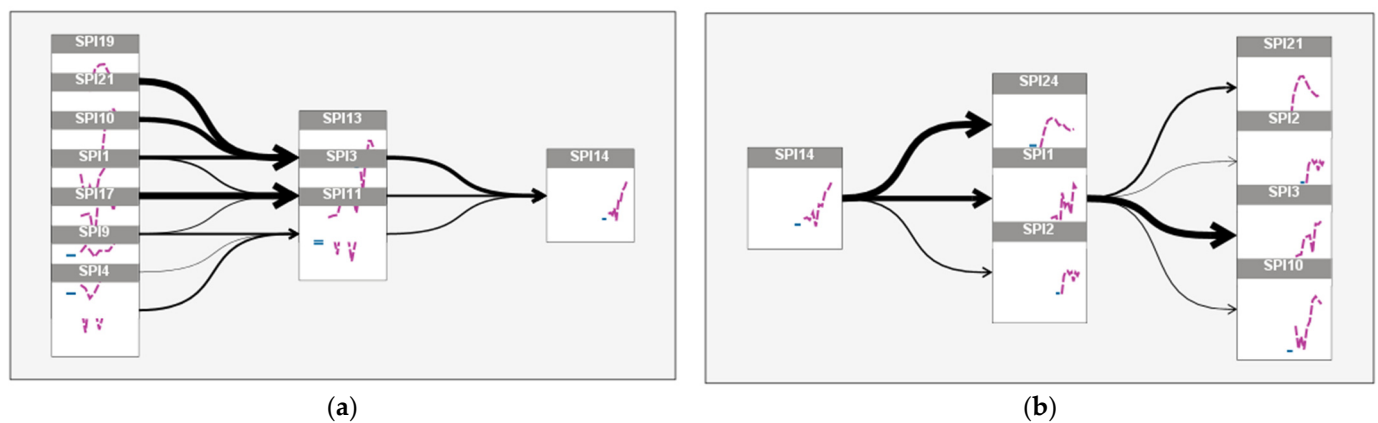 SPI19
SPI21
SPI10
SPI1
SPI17
SPI9
SPI4
SPI13
SPI3
SPI11
SPI14
(a)
SPI14
SPI24
SPI1
SPI2
SPI21
SPI2
SPI3
SPI10
(b)